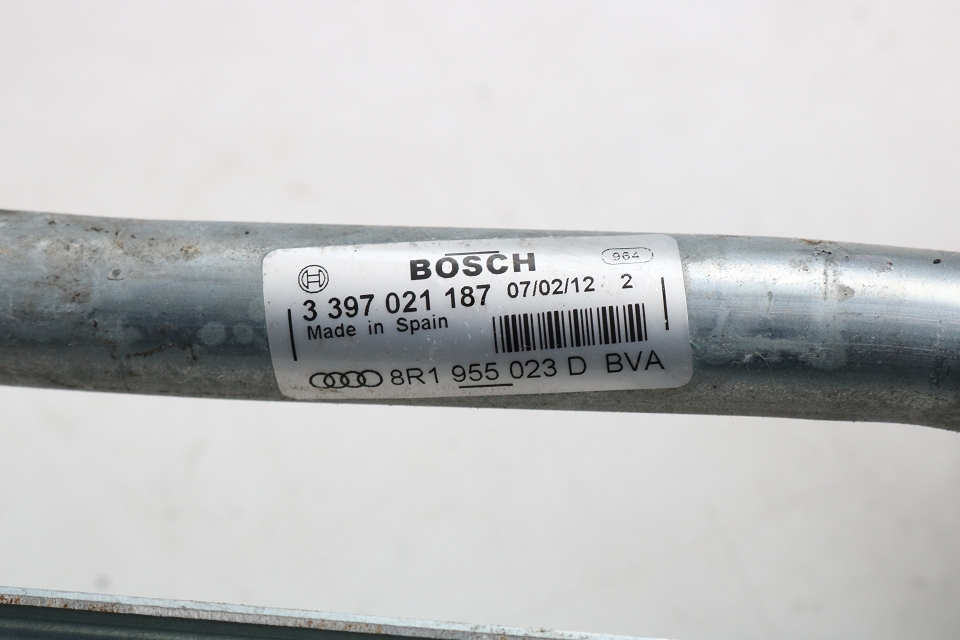 BOSCH 964
3 397 021 187 07/02/12 2
Made in Spain
8R1 955 023 D BVA